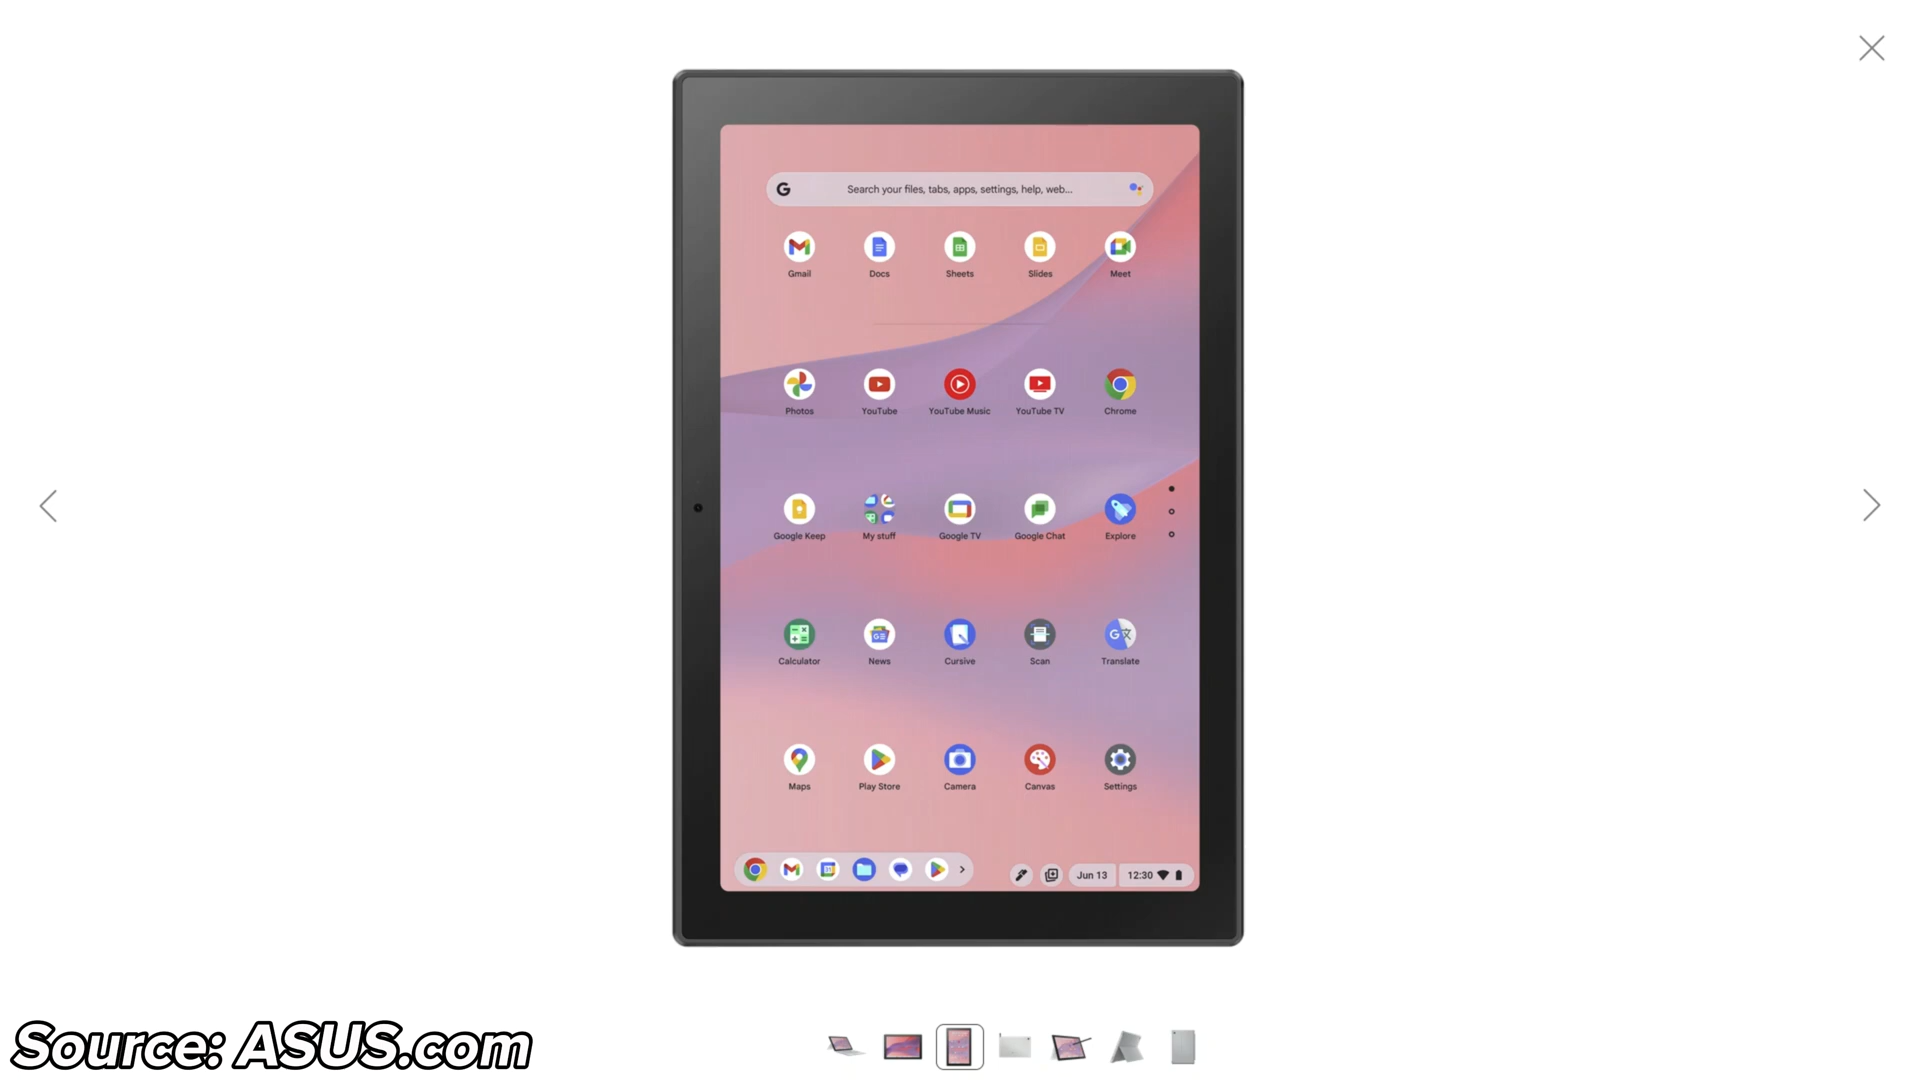 Search your files, tabs, apps, settings, help, web...
Gmail Docs Sheets Slides Meet
Photos YouTube YouTube Music YouTube TV Chrome
Google Keep My stuff Google TV Google Chat Explore
Calculator News Cursive Scan Translate
Maps Play Store Camera Canvas Settings
Jun 13 12:30
Source: ASUS.com